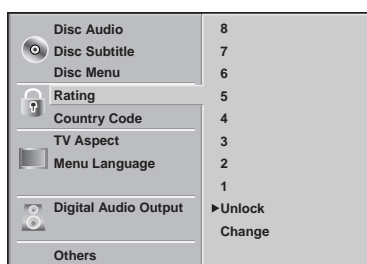 Disc Audio
Disc Subtitle
Disc Menu
Rating
Country Code
TV Aspect
Menu Language
Digital Audio Output
Others
8
7
6
5
4
3
2
1
Unlock
Change